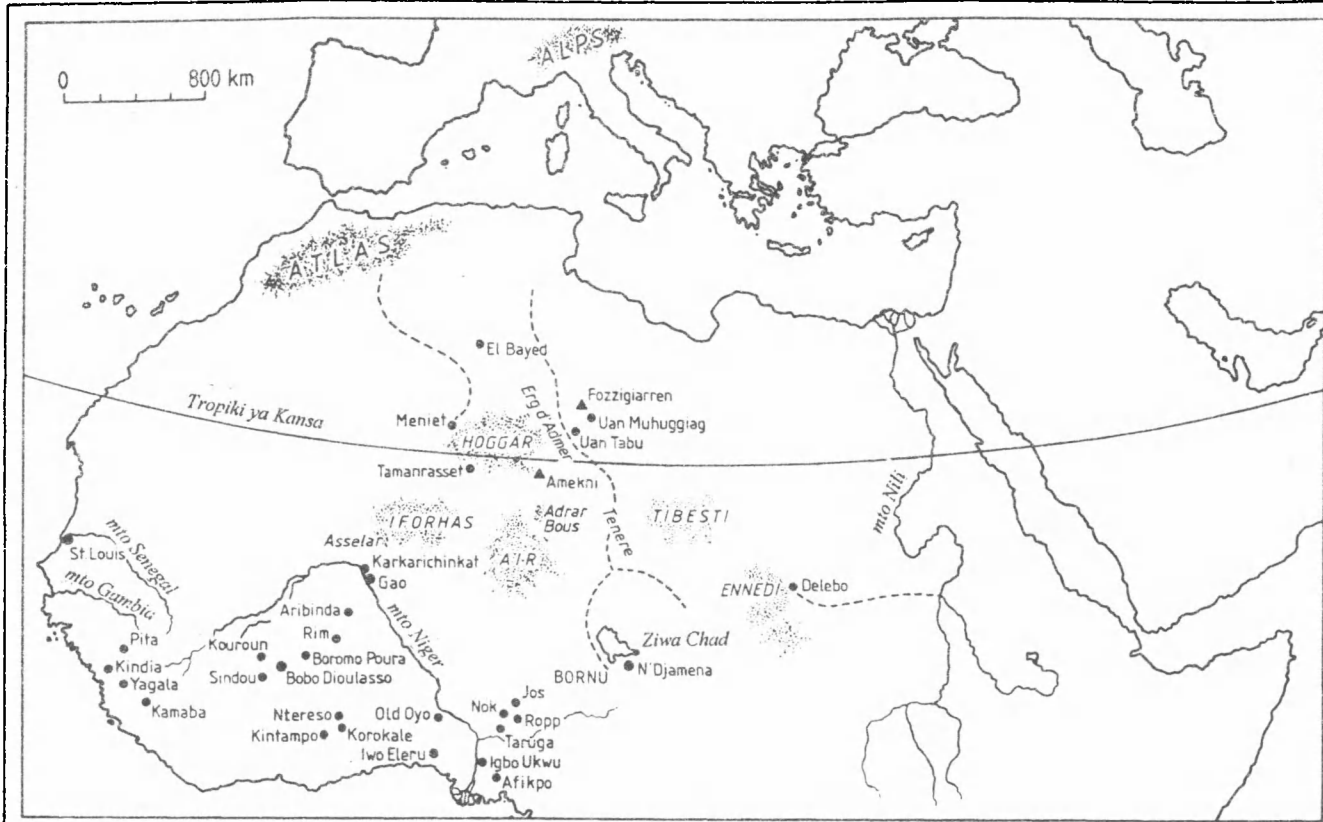 ALPS
0 800 km
ATLAS
El Bayed
Tropiki ya Kansa
Meniet
HOGGAR
Erg d'Admer
Fozzigiarren
Uan Muhuggiag
Uan Tabu
Tamanrasset
Amekni
IFORHAS
Adrar
Bous
AIR
Tenere
TIBESTI
mto Nili
St Louis
mto Senegal
mto Gambia
Asselar
Karkarichinkat
Gao
ENNEDI
Delebo
Aribinda
mto Niger
Rim
Pita
Kouroun
Boromo Poura
Ziwa Chad
Kindia
Sindou
Bobo Dioulasso
BORNU
N'Djamena
Yagala
Kamaba
Jos
Nok
Ropp
Ntereso
Old Oyo
Kintampo
Korokale
Taruga
Iwo Eleru
Igbo Ukwu
Afikpo